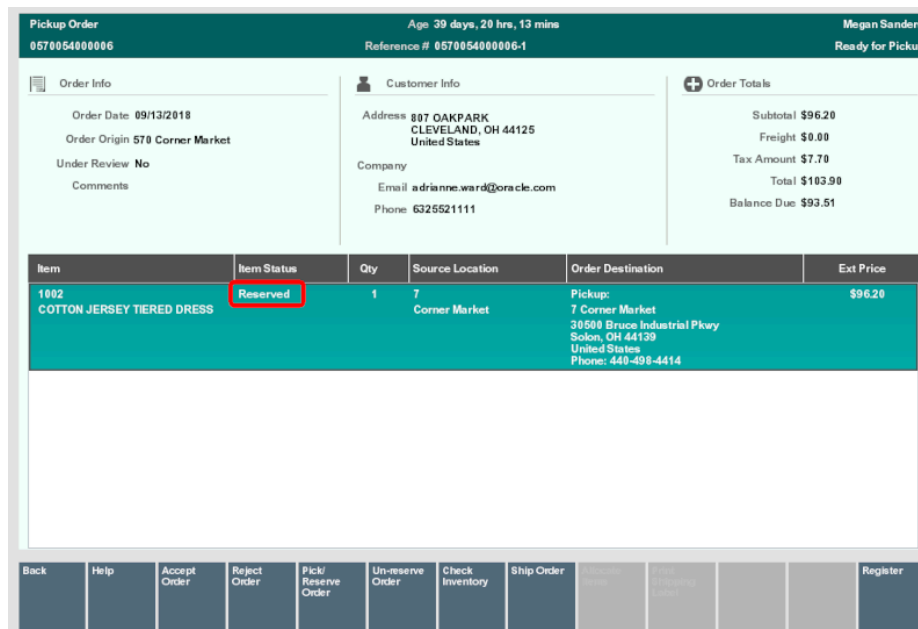 Pickup Order Age 39 days, 20 hrs, 13 mins Megan Sander
0570054000006 Reference # 0570054000006-1 Ready for Picku
Order Info
Order Date 09/13/2018
Order Origin 570 Corner Market
Under Review No
Comments
Customer Info
Address 807 OAKPARK
CLEVELAND, OH 44125
United States
Company
Email adrianne.ward@oracle.com
Phone 6325521111
Order Totals
Subtotal $96.20
Freight $0.00
Tax Amount $7.70
Total $103.90
Balance Due $93.51
Item Item Status Qty Source Location Order Destination Ext Price
1002 Reserved 1 7 Pickup: $96.20
COTTON JERSEY TIERED DRESS Corner Market 7 Corner Market
30500 Bruce Industrial Pkwy
Solon, OH 44139
United States
Phone: 440-498-4414
Back
Help
Accept
Order
Reject
Order
Pick/
Reserve
Order
Un-reserve
Order
Check
Inventory
Ship Order
Print
Shipping
Label
Register